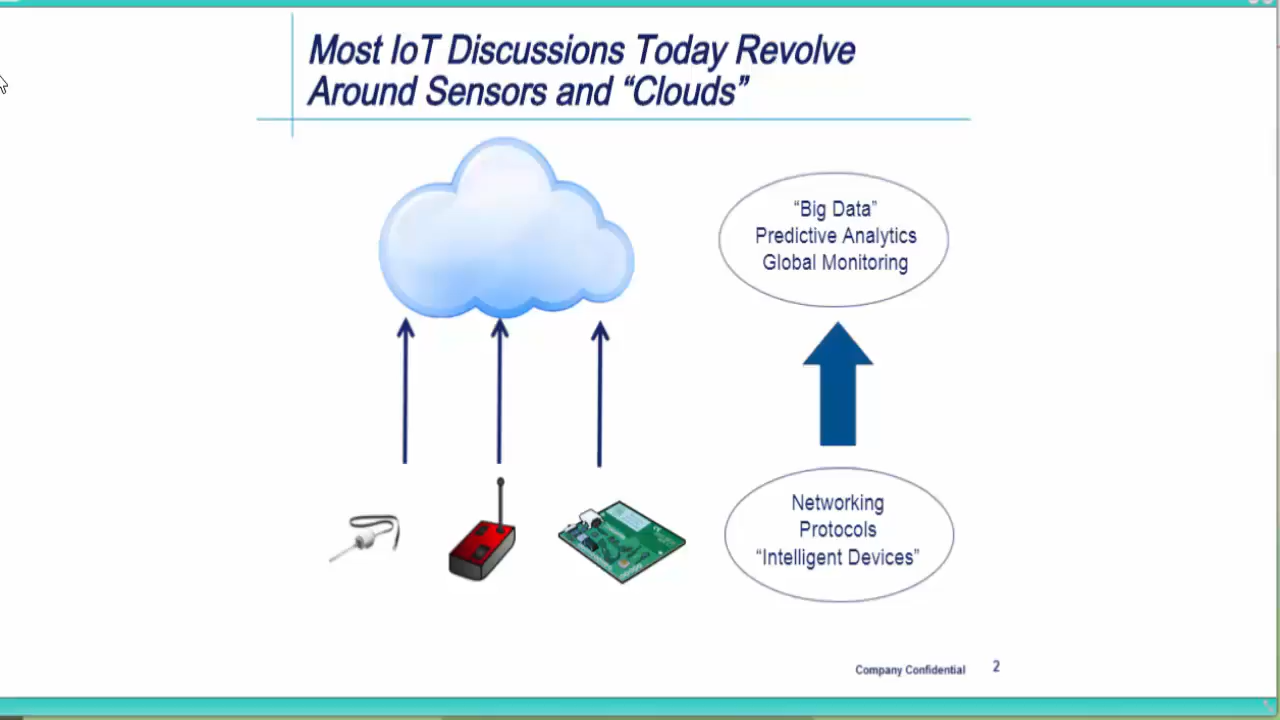 Most IoT Discussions Today Revolve
Around Sensors and “Clouds”
“Big Data”
Predictive Analytics
Global Monitoring
Networking
Protocols
“Intelligent Devices”
Company Confidential 2